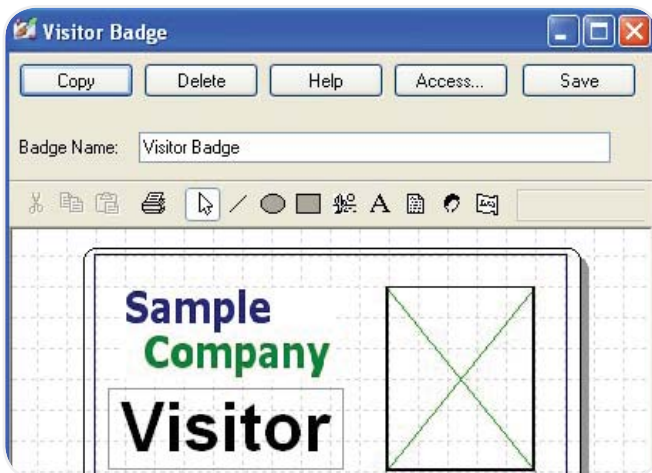 Visitor Badge
Copy Delete Help Access... Save
Badge Name: Visitor Badge
A
Sample
Company
Visitor